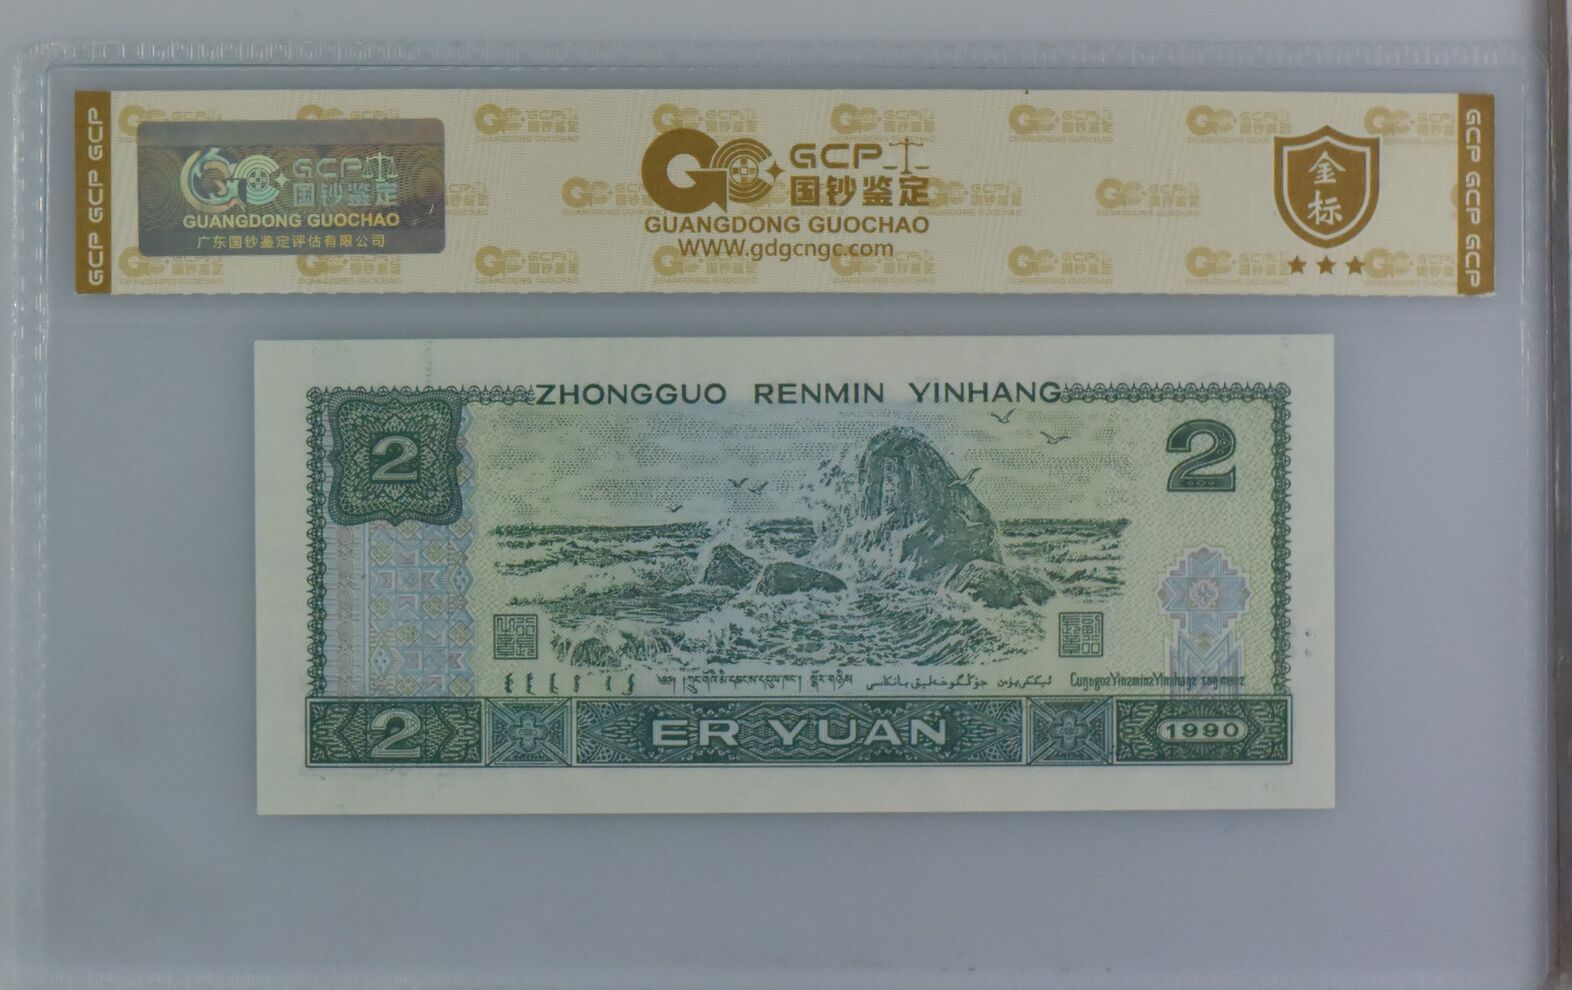 GCP GCP GCP
GCP
国钞鉴定
GUANGDONG GUOCHAO
广东国钞鉴定评估有限公司
GCP
国钞鉴定
GUANGDONG GUOCHAO
WWW.gdgcngc.com
金
标
GCP GCP GCP
ZHONGGUO RENMIN YINHANG
2
2
2
ER YUAN
1990